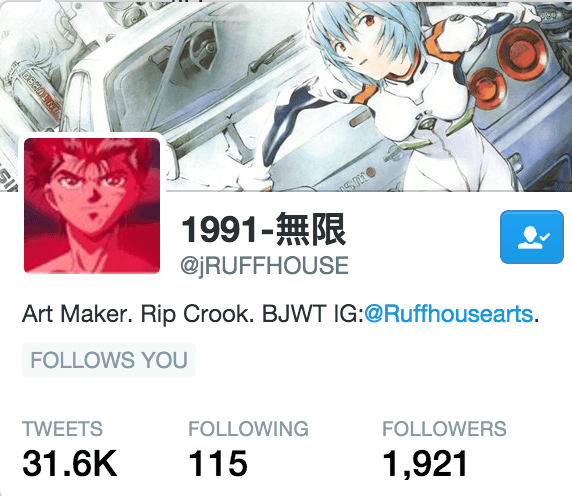 1991-無限
@jRUFFHOUSE
Art Maker. Rip Crook. BJWT IG:@Ruffhousearts.
FOLLOWS YOU
TWEETS FOLLOWING FOLLOWERS
31.6K 115 1,921